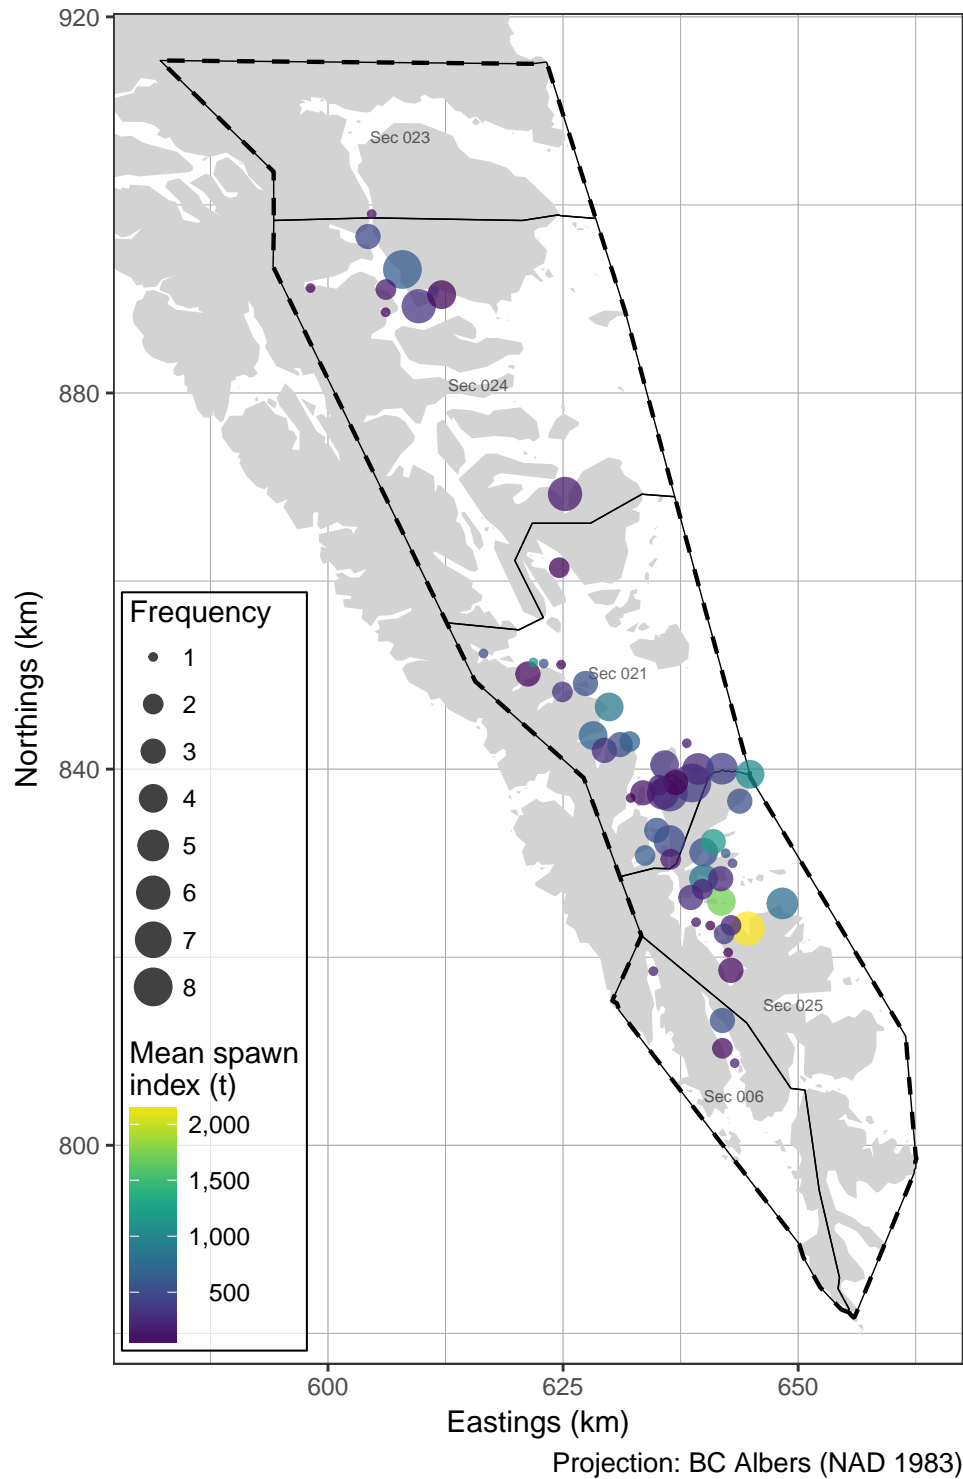 920
880
840
800
Northings (km)
Sec 023
Sec 024
Sec 021
Sec 025
Sec 006
Frequency
1
2
3
4
5
6
7
8
Mean spawn
index (t)
2,000
1,500
1,000
500
600
625
650
Eastings (km)
Projection: BC Albers (NAD 1983)